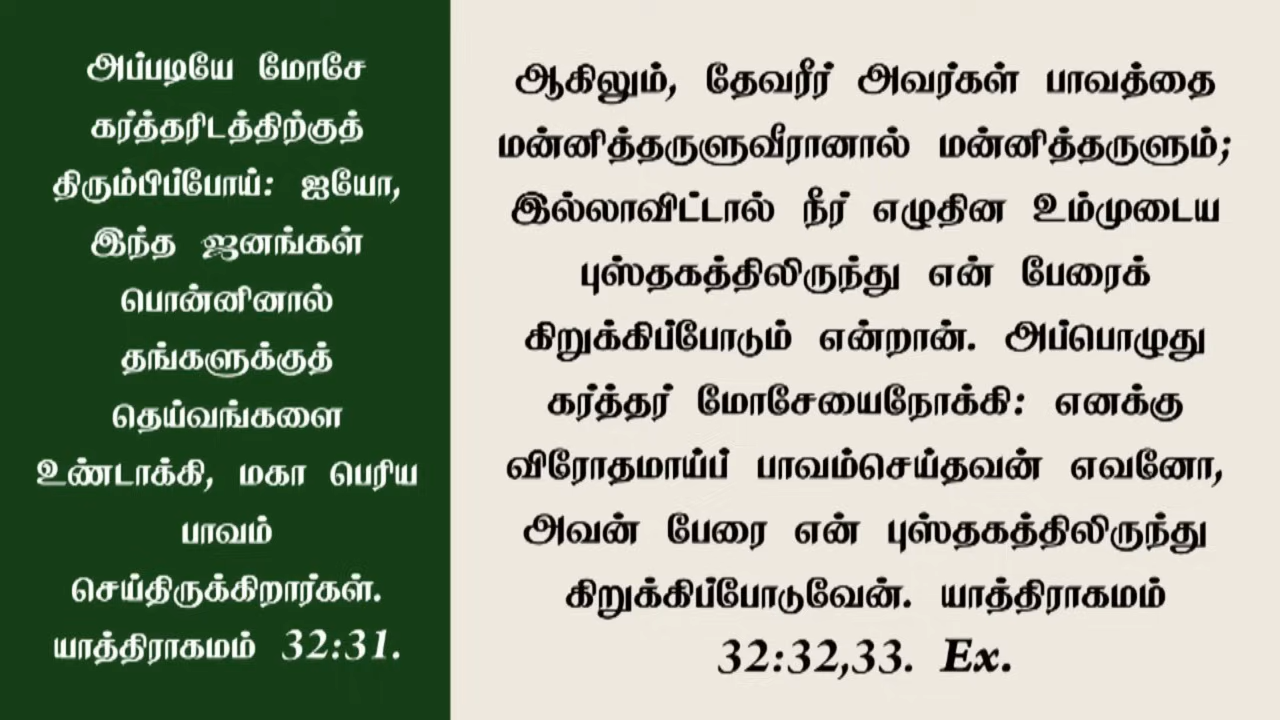 அப்படியே மோசே
கர்த்தரிடத்திற்குத்
திரும்பிப்போய்: ஐயோ,
இந்த ஜனங்கள்
பொன்னினால்
தங்களுக்குத்
தெய்வங்களை
உண்டாக்கி, மகா பெரிய
பாவம்
செய்திருக்கிறார்கள்.
யாத்திராகமம் 32:31.
ஆகிலும், தேவரீர் அவர்கள் பாவத்தை
மன்னித்தருளுவீரானால் மன்னித்தருளும்;
இல்லாவிட்டால் நீர் எழுதின உம்முடைய
புஸ்தகத்திலிருந்து என் பேரைக்
கிறுக்கிப்போடும் என்றான். அப்பொழுது
கர்த்தர் மோசேயைநோக்கி: எனக்கு
விரோதமாய்ப் பாவம்செய்தவன் எவனோ,
அவன் பேரை என் புஸ்தகத்திலிருந்து
கிறுக்கிப்போடுவேன். யாத்திராகமம்
32:32,33. Ex.